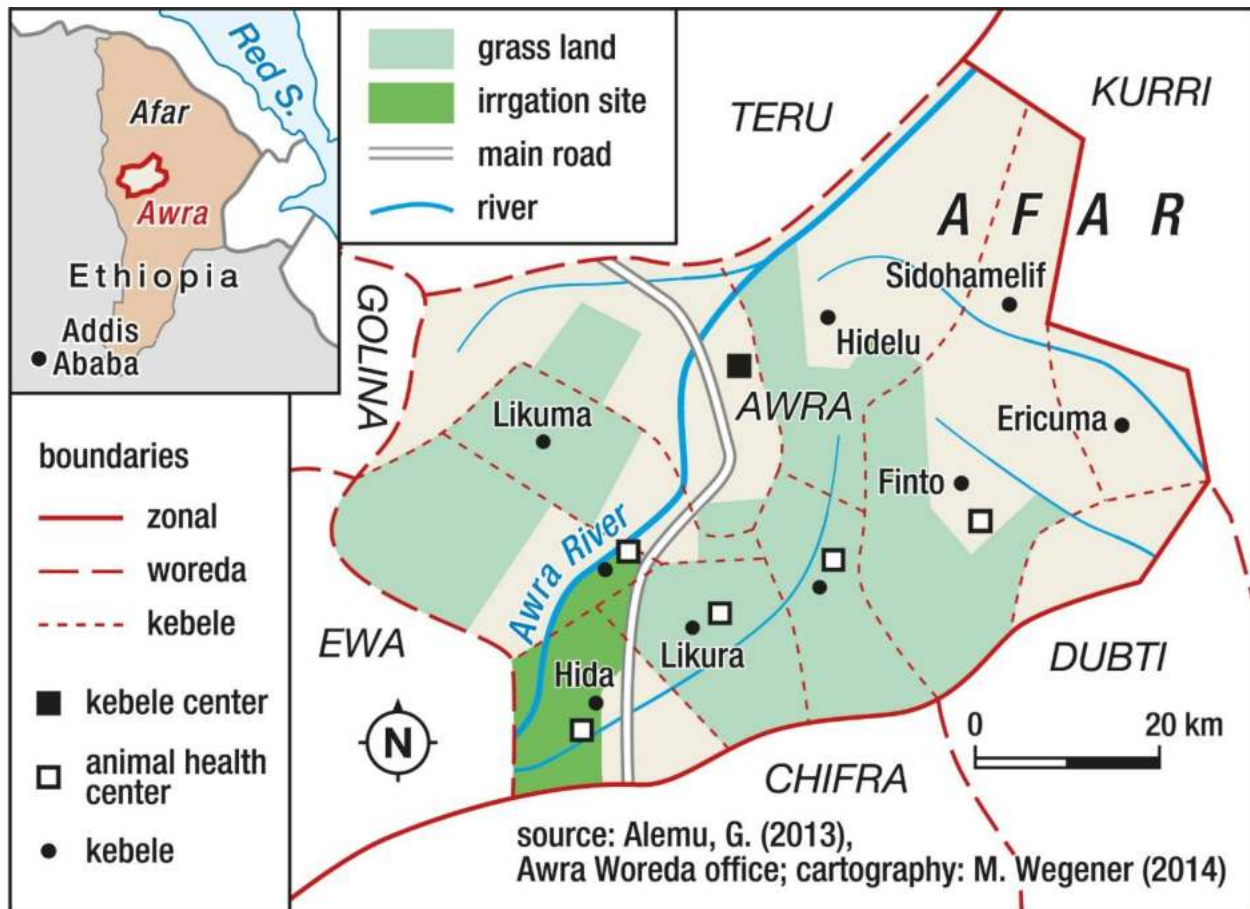 Red S.
Afar
Awra
Ethiopia
Addis
Ababa
grass land
irrgation site
main road
river
boundaries
zonal
woreda
kebele
kebele center
animal health
center
kebele
TERU
KURRI
AFAR
GOLINA
Sidohamelif
Hidelu
AWRA
Likuma
Ericuma
Finto
Awra River
EWA
Likura
Hida
DUBTI
N
0 20 km
CHIFRA
source: Alemu, G. (2013),
Awra Woreda office; cartography: M. Wegener (2014)